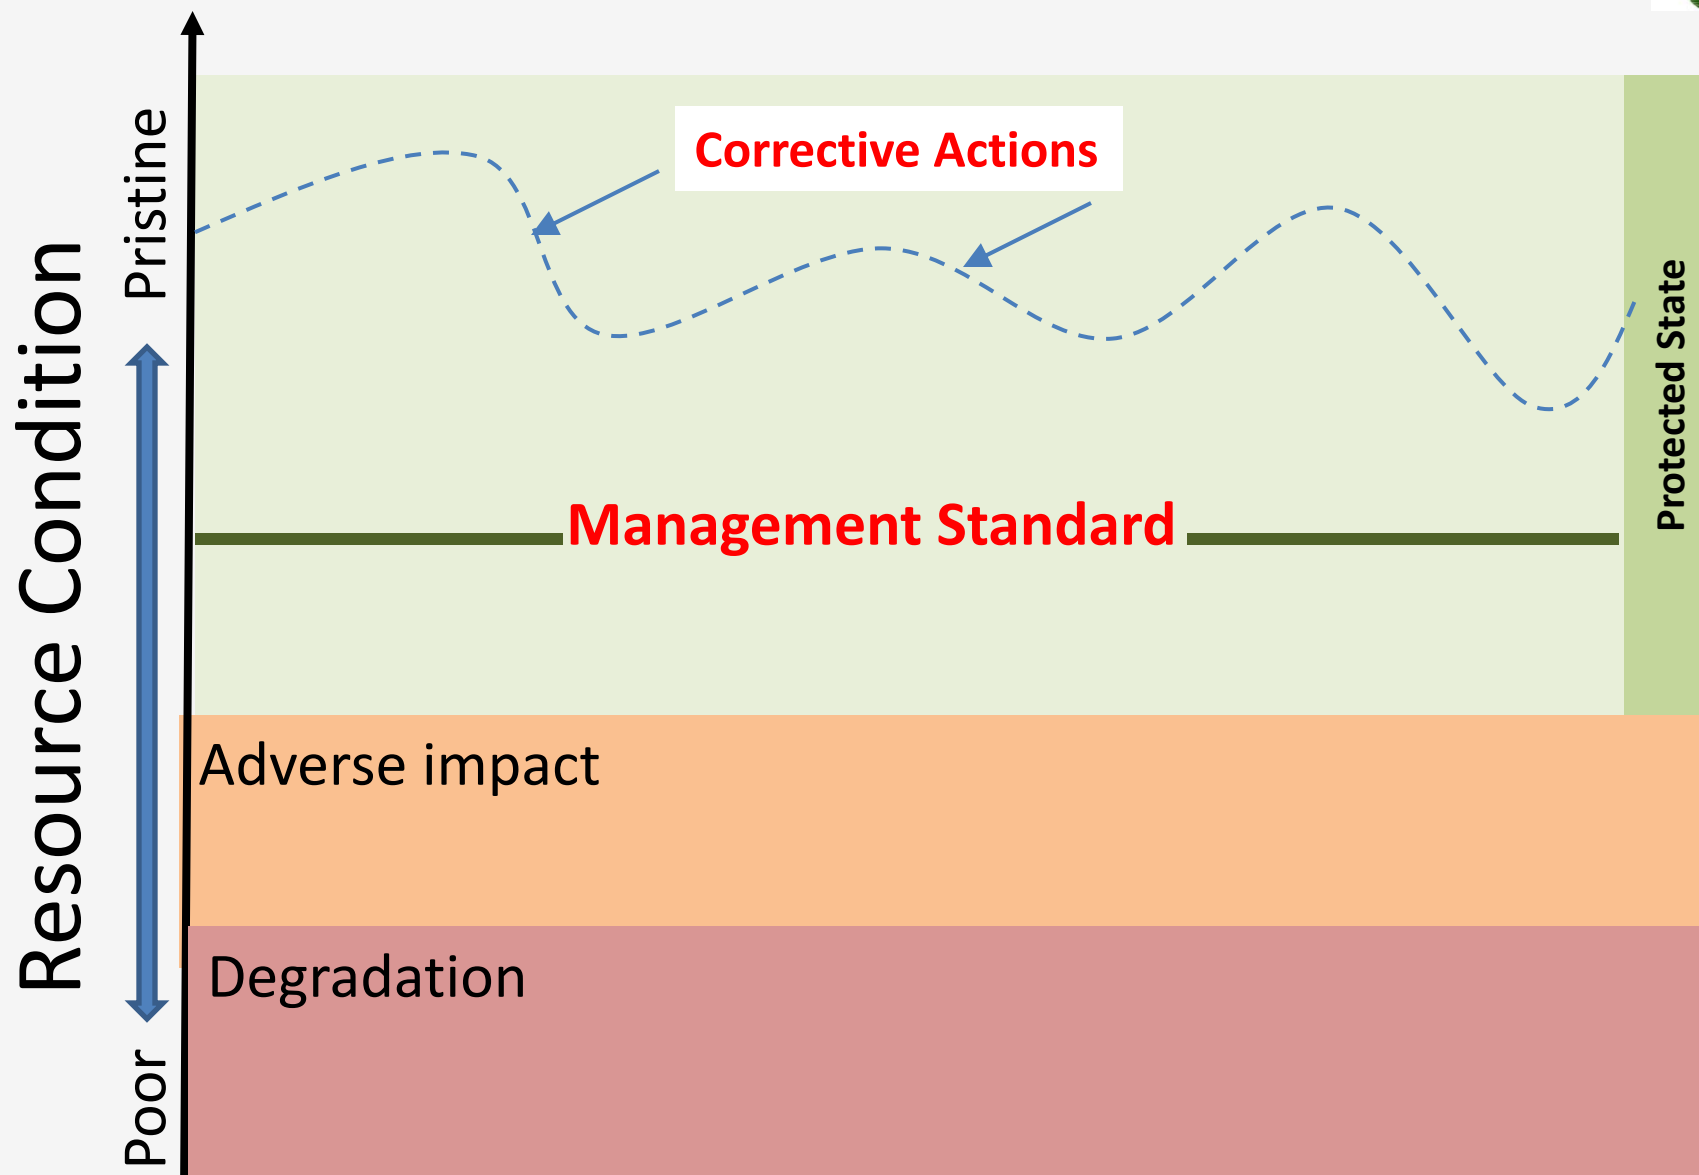 Resource Condition
Pristine
Poor
Corrective Actions
Management Standard
Protected State
Adverse impact
Degradation